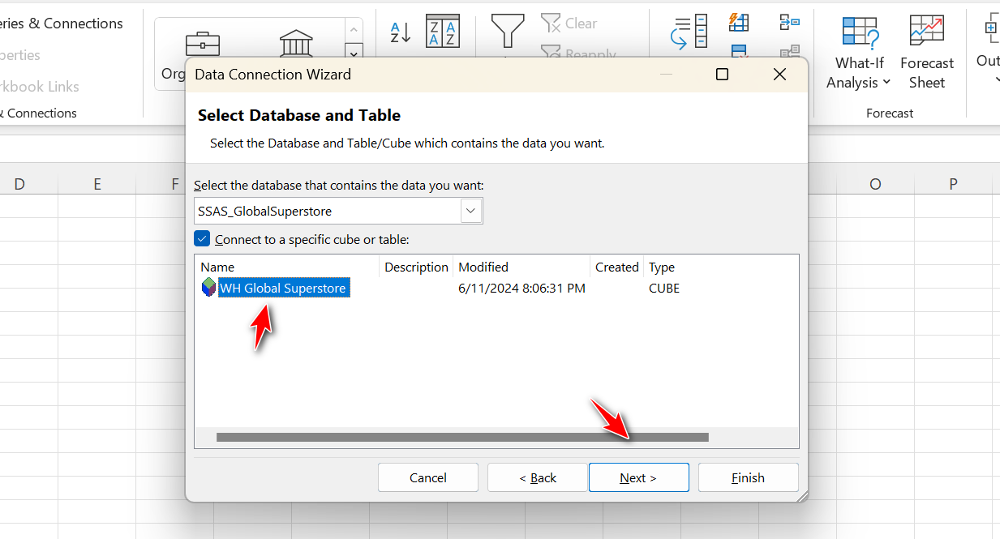 eries & Connections
perties
rkbook Links
& Connections
Org
A
Z
Z A
A Z
Clear
Reapply
What-If
Analysis
Forecast
Sheet
Forecast
Out
Data Connection Wizard
Select Database and Table
Select the Database and Table/Cube which contains the data you want.
D E F O P
Select the database that contains the data you want:
SSAS_GlobalSuperstore
Connect to a specific cube or table:
Name Description Modified Created Type
WH Global Superstore 6/11/2024 8:06:31 PM CUBE
Cancel < Back Next > Finish